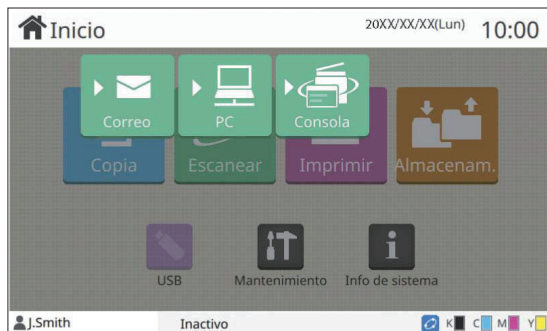 Inicio
20XX/XX/XX(Lun) 10:00
Correo PC Consola
Copia Escanear Imprimir Almacenam.
USB Mantenimiento Info de sistema
J.Smith Inactivo K C M Y